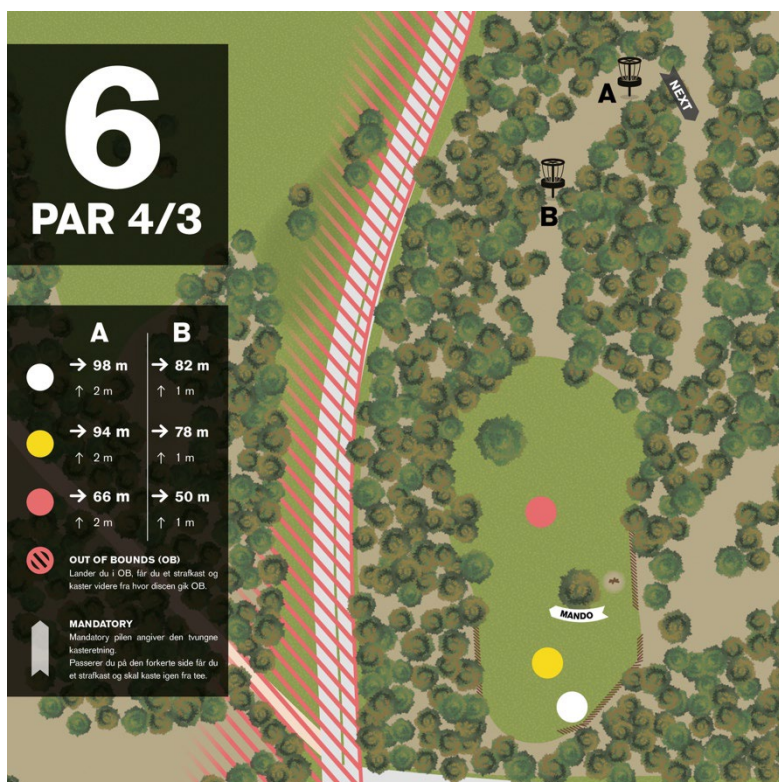 6
PAR 4/3
A B
→ 98 m → 82 m
↑ 2 m ↑ 1 m
→ 94 m → 78 m
↑ 2 m ↑ 1 m
→ 66 m → 50 m
↑ 2 m ↑ 1 m
OUT OF BOUNDS (OB)
Lander du i OB, får du et strafkast og
kaster videre fra hvor discen gik OB.
MANDATORY
Mandatory pilen angiver den tvungne
kasteretning.
Passerer du på den forkerte side får du
et strafkast og skal kaste igen fra tee.
A
NEXT
B
MANDO